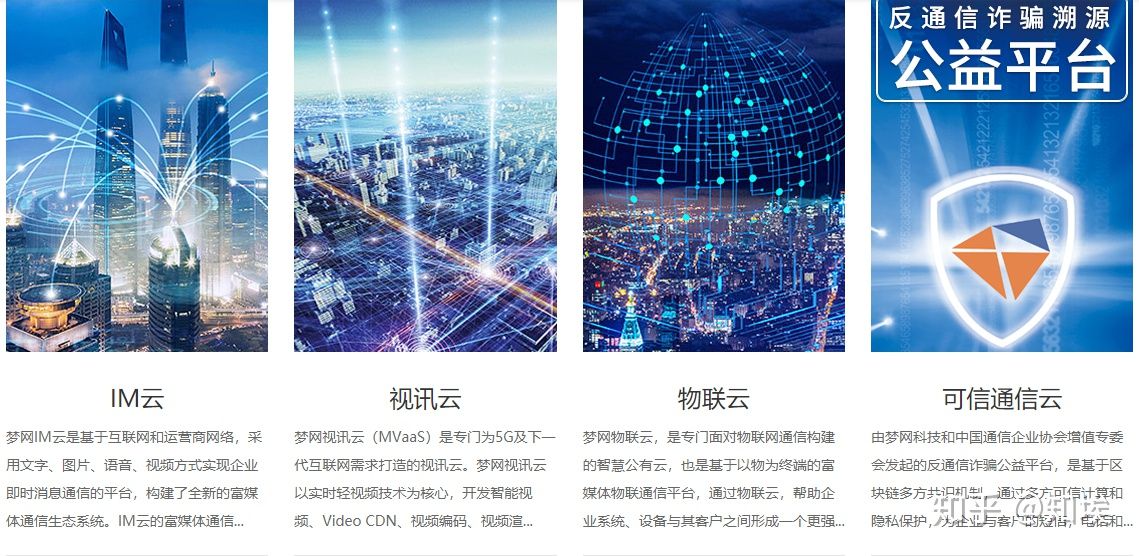 反通信诈骗溯源
公益平台
IM云
梦网IM云是基于互联网和运营商网络，采
用文字、图片、语音、视频方式实现企业
即时消息通信的平台，构建了全新的富媒
体通信生态系统。IM云的富媒体通信...
视讯云
梦网视讯云（MVaaS）是专门为5G及下一
代互联网需求打造的视讯云。梦网视讯云
以实时轻视频技术为核心，开发智能视
频、Video CDN、视频编码、视频渲...
物联云
梦网物联云，是专门面对物联网通信构建
的智慧公有云，也是基于以物为终端的富
媒体物联通信平台，通过物联云，帮助企
业系统、设备与其客户之间形成一个更强...
可信通信云
由梦网科技和中国通信企业协会增值专委
会发起的反通信诈骗公益平台，是基于区
块链多方共识机制，通过多方可信计算和
隐私保护，为企业与客户的短信，电话和...
知乎 @知埃